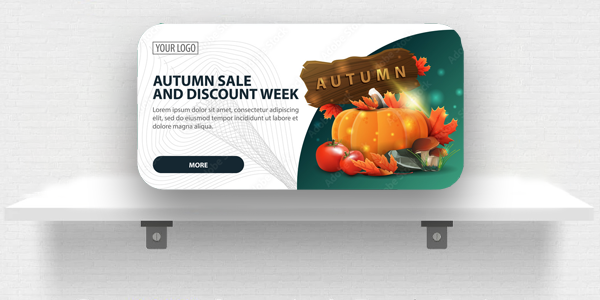 YOUR LOGO
AUTUMN SALE
AND DISCOUNT WEEK
Lorem ipsum dolor sit amet, consectetur adipiscing
elit, sed do eiusmod tempor incididunt ut labore et
dolore magna aliqua.
MORE
AUTUMN